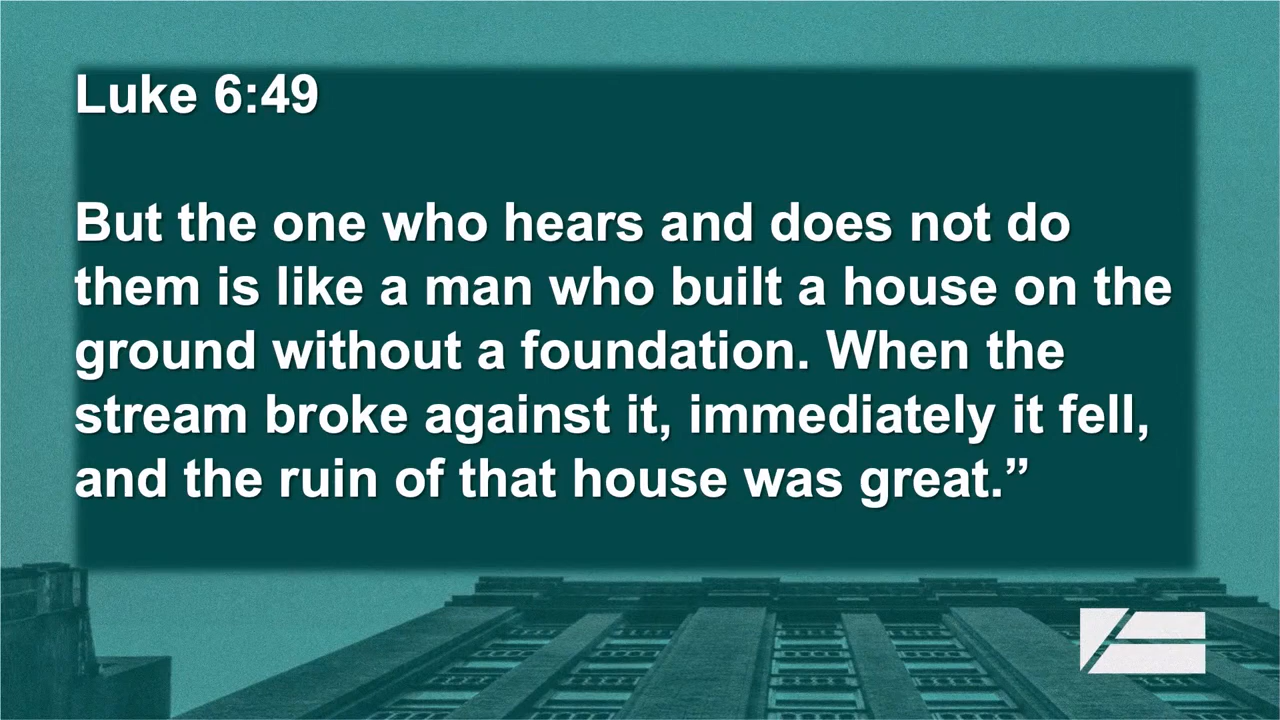 Luke 6:49
But the one who hears and does not do
them is like a man who built a house on the
ground without a foundation. When the
stream broke against it, immediately it fell,
and the ruin of that house was great.”